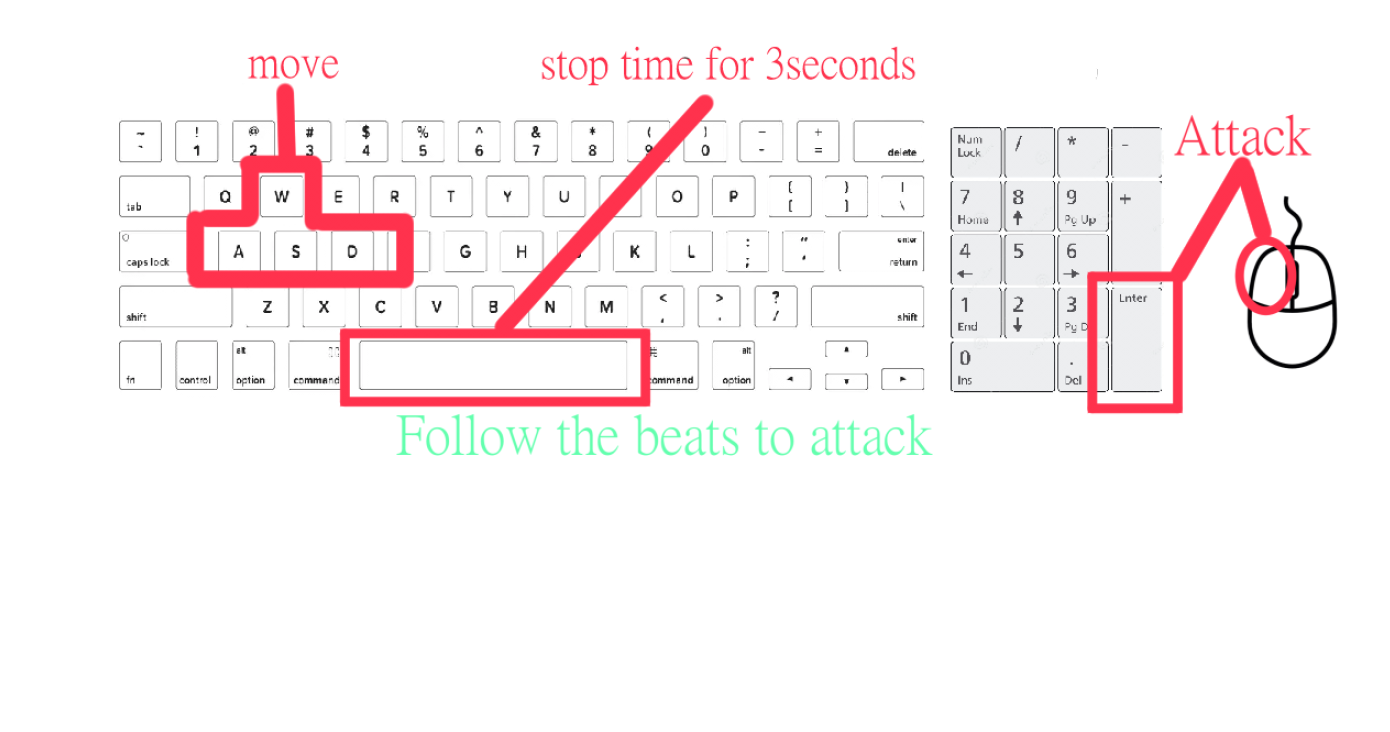 move
stop time for 3seconds
Attack
~ ! @ # $ % ^ & * ( ) – +
` 1 2 3 4 5 6 7 8 9 0 - = delete
tab Q W E R T Y U O P { [ } ] | \
caps lock A S D G H K L : ; " ' enter return
shift Z X C V B N M < , > . ? / shift
fn control alt option command command alt option
Num Lock / * -
7 Home 8 9 Pg Up +
4 5 6
1 End 2 3 Pg D Enter
0 Ins . Del
Follow the beats to attack